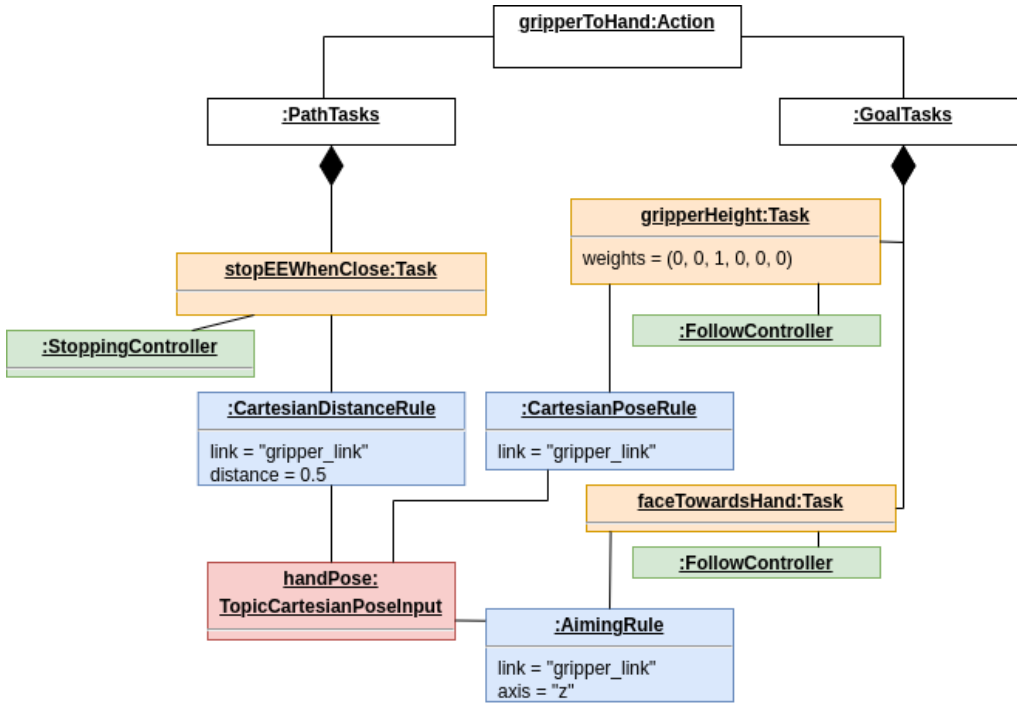 gripperToHand:Action
:PathTasks
:GoalTasks
gripperHeight:Task
weights = (0, 0, 1, 0, 0, 0)
stopEEWhenClose:Task
:StoppingController
:FollowController
:CartesianDistanceRule
link = "gripper_link"
distance = 0.5
:CartesianPoseRule
link = "gripper_link"
faceTowardsHand:Task
:FollowController
handPose:
TopicCartesianPoseInput
:AimingRule
link = "gripper_link"
axis = "z"